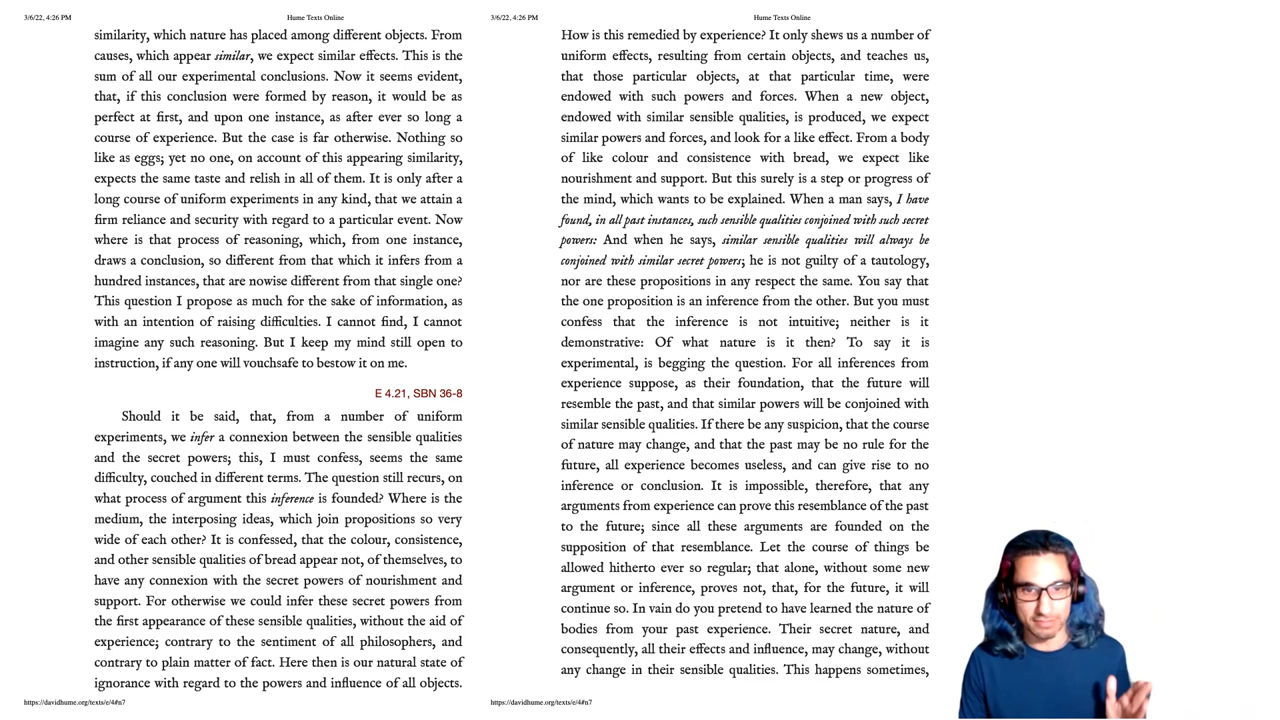 3/6/22, 4:26 PM
Hume Texts Online
similarity, which nature has placed among different objects. From
causes, which appear similar, we expect similar effects. This is the
sum of all our experimental conclusions. Now it seems evident,
that, if this conclusion were formed by reason, it would be as
perfect at first, and upon one instance, as after ever so long a
course of experience. But the case is far otherwise. Nothing so
like as eggs; yet no one, on account of this appearing similarity,
expects the same taste and relish in all of them. It is only after a
long course of uniform experiments in any kind, that we attain a
firm reliance and security with regard to a particular event. Now
where is that process of reasoning, which, from one instance,
draws a conclusion, so different from that which it infers from a
hundred instances, that are nowise different from that single one?
This question I propose as much for the sake of information, as
with an intention of raising difficulties. I cannot find, I cannot
imagine any such reasoning. But I keep my mind still open to
instruction, if any one will vouchsafe to bestow it on me.
E 4.21, SBN 36-8
Should it be said, that, from a number of uniform
experiments, we infer a connexion between the sensible qualities
and the secret powers; this, I must confess, seems the same
difficulty, couched in different terms. The question still recurs, on
what process of argument this inference is founded? Where is the
medium, the interposing ideas, which join propositions so very
wide of each other? It is confessed, that the colour, consistence,
and other sensible qualities of bread appear not, of themselves, to
have any connexion with the secret powers of nourishment and
support. For otherwise we could infer these secret powers from
the first appearance of these sensible qualities, without the aid of
experience; contrary to the sentiment of all philosophers, and
contrary to plain matter of fact. Here then is our natural state of
ignorance with regard to the powers and influence of all objects.
https://davidhume.org/texts/e/4#n7
3/6/22, 4:26 PM
Hume Texts Online
How is this remedied by experience? It only shews us a number of
uniform effects, resulting from certain objects, and teaches us,
that those particular objects, at that particular time, were
endowed with such powers and forces. When a new object,
endowed with similar sensible qualities, is produced, we expect
similar powers and forces, and look for a like effect. From a body
of like colour and consistence with bread, we expect like
nourishment and support. But this surely is a step or progress of
the mind, which wants to be explained. When a man says, I have
found, in all past instances, such sensible qualities conjoined with such secret
powers: And when he says, similar sensible qualities will always be
conjoined with similar secret powers; he is not guilty of a tautology,
nor are these propositions in any respect the same. You say that
the one proposition is an inference from the other. But you must
confess that the inference is not intuitive; neither is it
demonstrative: Of what nature is it then? To say it is
experimental, is begging the question. For all inferences from
experience suppose, as their foundation, that the future will
resemble the past, and that similar powers will be conjoined with
similar sensible qualities. If there be any suspicion, that the course
of nature may change, and that the past may be no rule for the
future, all experience becomes useless, and can give rise to no
inference or conclusion. It is impossible, therefore, that any
arguments from experience can prove this resemblance of the past
to the future; since all these arguments are founded on the
supposition of that resemblance. Let the course of things be
allowed hitherto ever so regular; that alone, without some new
argument or inference, proves not, that, for the future, it will
continue so. In vain do you pretend to have learned the nature of
bodies from your past experience. Their secret nature, and
consequently, all their effects and influence, may change, without
any change in their sensible qualities. This happens sometimes,
https://davidhume.org/texts/e/4#n7